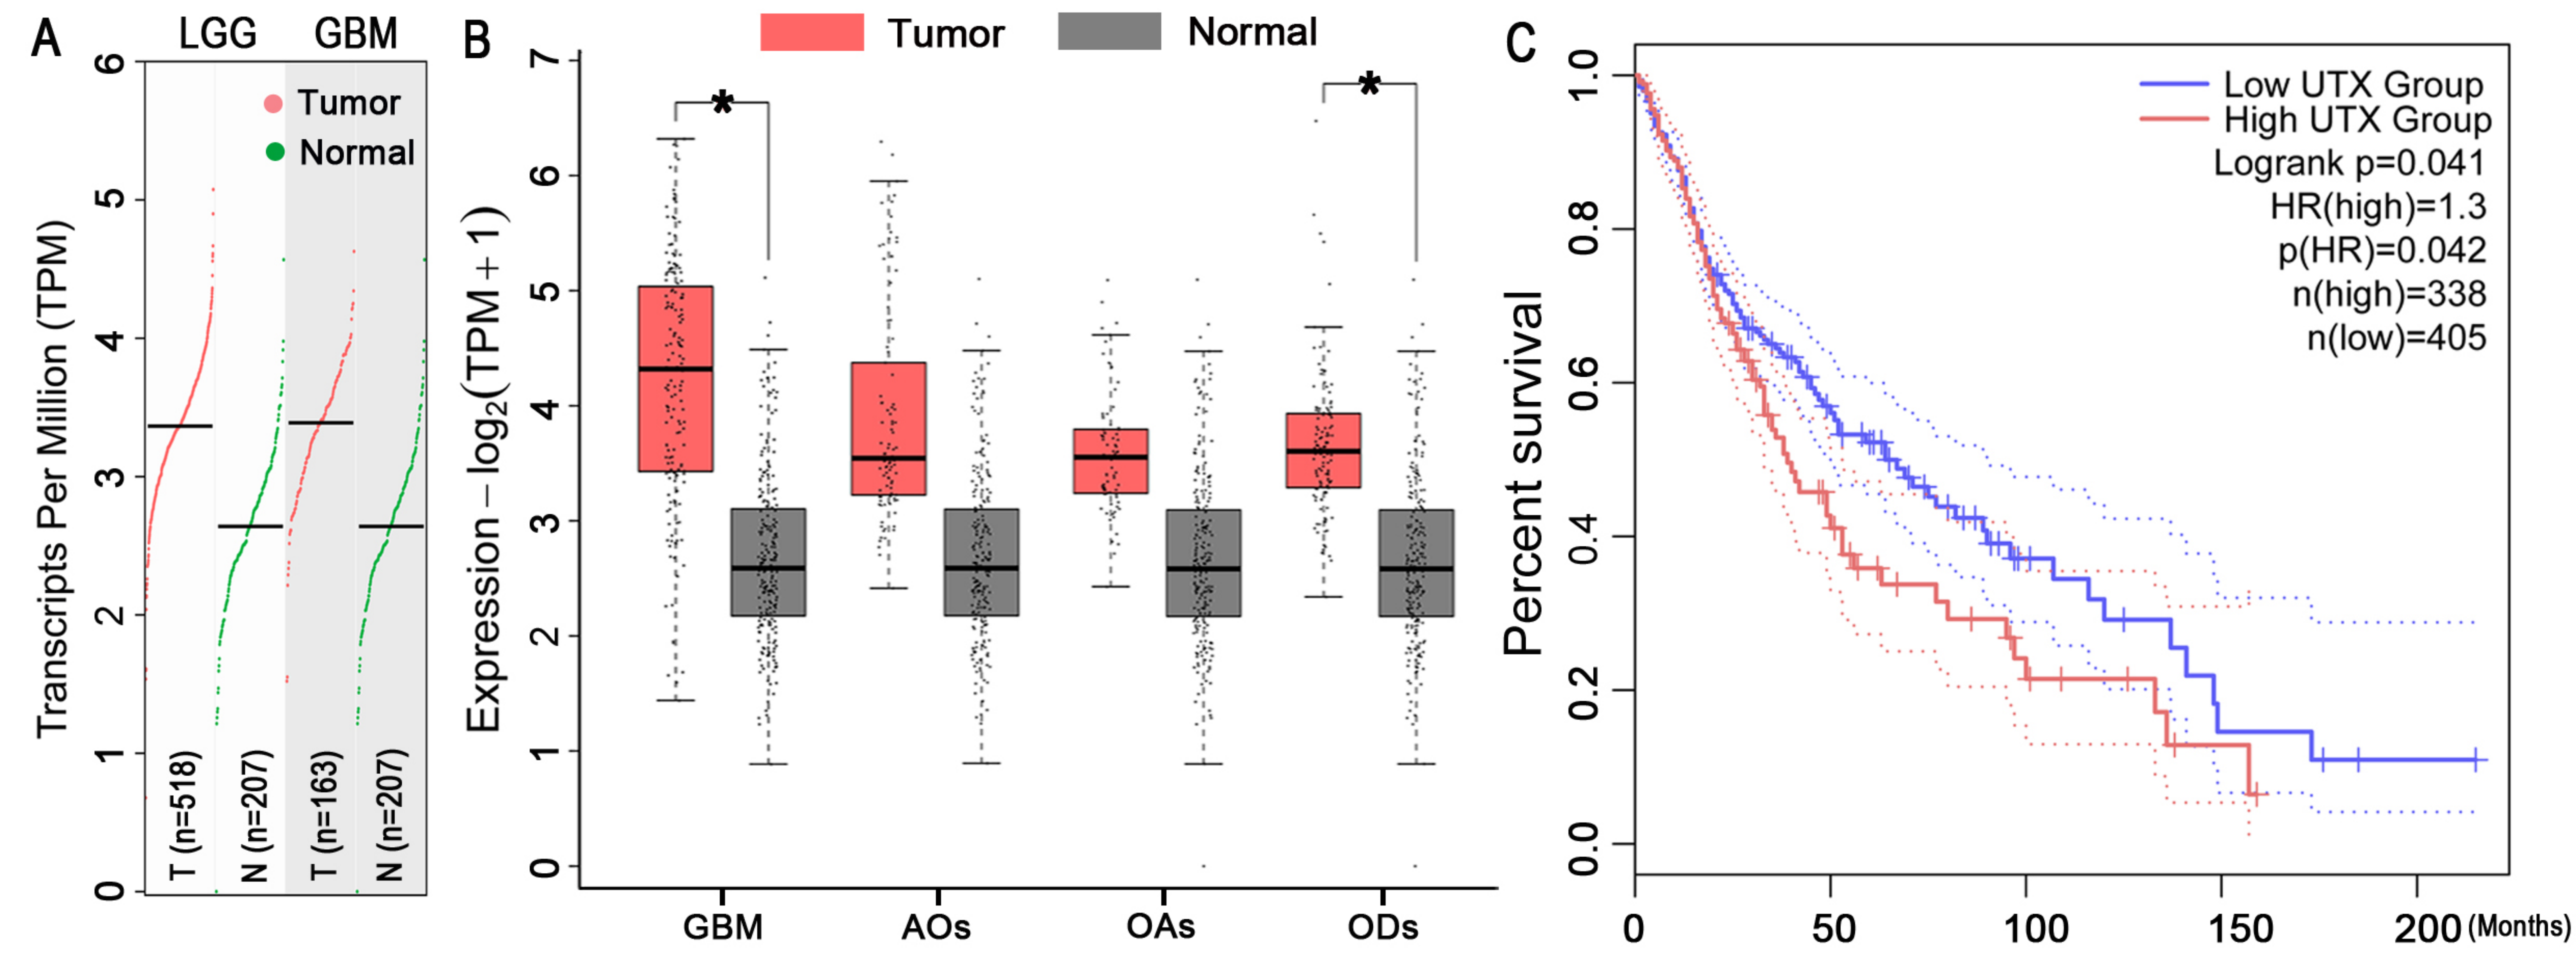 A
LGG GBM
Transcripts Per Million (TPM)
6
5
4
3
2
1
0
Tumor
Normal
T (n=518)
N (n=207)
T (n=163)
N (n=207)
B
Tumor Normal
Expression – log₂(TPM + 1)
7
6
5
4
3
2
1
0
*
*
GBM AOs OAs ODs
C
Percent survival
1.0
0.8
0.6
0.4
0.2
0.0
Low UTX Group
High UTX Group
Logrank p=0.041
HR(high)=1.3
p(HR)=0.042
n(high)=338
n(low)=405
0 50 100 150 200 (Months)